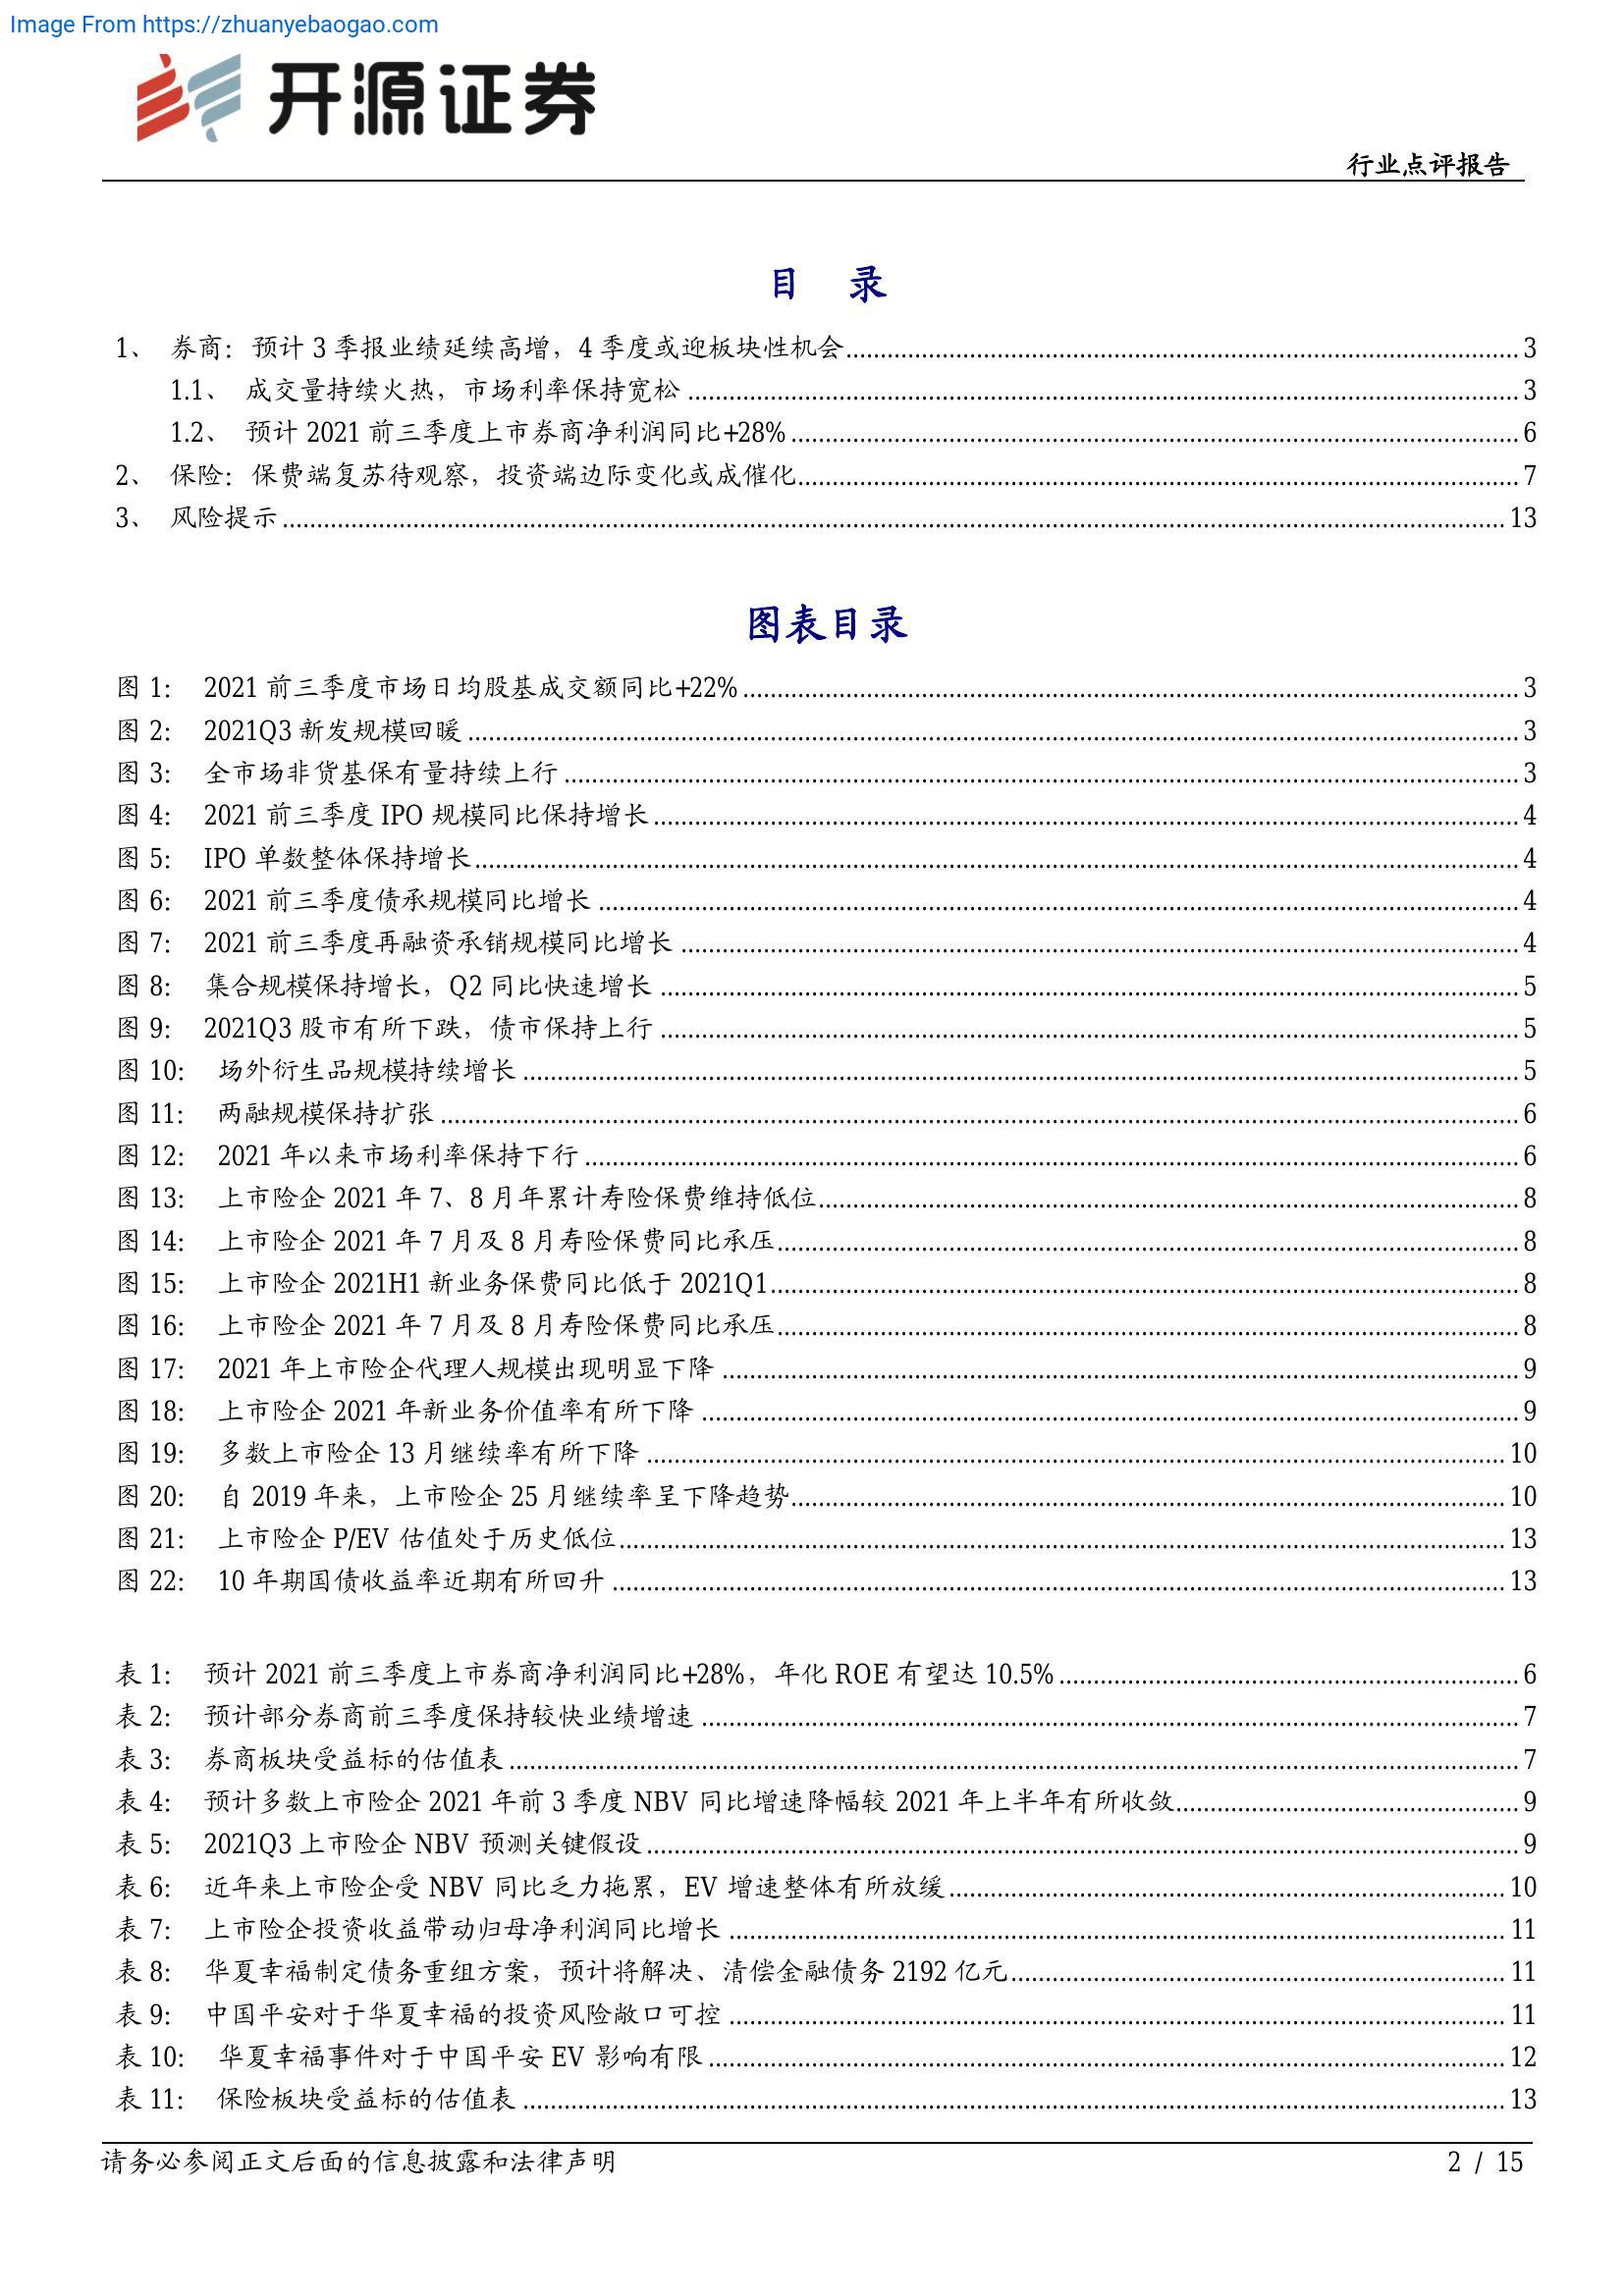 Image From https://zhuanyebaogao.com
开源证券
行业点评报告
目 录
1、 券商：预计 3 季报业绩延续高增，4 季度或迎板块性机会 3
1.1、 成交量持续火热，市场利率保持宽松 3
1.2、 预计 2021 前三季度上市券商净利润同比+28% 6
2、 保险：保费端复苏待观察，投资端边际变化或成催化 7
3、 风险提示 13
图表目录
图 1： 2021 前三季度市场日均股基成交额同比+22% 3
图 2： 2021Q3 新发规模回暖 3
图 3： 全市场非货基保有量持续上行 3
图 4： 2021 前三季度 IPO 规模同比保持增长 4
图 5： IPO 单数整体保持增长 4
图 6： 2021 前三季度债承规模同比增长 4
图 7： 2021 前三季度再融资承销规模同比增长 4
图 8： 集合规模保持增长，Q2 同比快速增长 5
图 9： 2021Q3 股市有所下跌，债市保持上行 5
图 10： 场外衍生品规模持续增长 5
图 11： 两融规模保持扩张 6
图 12： 2021 年以来市场利率保持下行 6
图 13： 上市险企 2021 年 7、8 月年累计寿险保费维持低位 8
图 14： 上市险企 2021 年 7 月及 8 月寿险保费同比承压 8
图 15： 上市险企 2021H1 新业务保费同比低于 2021Q1 8
图 16： 上市险企 2021 年 7 月及 8 月寿险保费同比承压 8
图 17： 2021 年上市险企代理人规模出现明显下降 9
图 18： 上市险企 2021 年新业务价值率有所下降 9
图 19： 多数上市险企 13 月继续率有所下降 10
图 20： 自 2019 年来，上市险企 25 月继续率呈下降趋势 10
图 21： 上市险企 P/EV 估值处于历史低位 13
图 22： 10 年期国债收益率近期有所回升 13
表 1： 预计 2021 前三季度上市券商净利润同比+28%，年化 ROE 有望达 10.5% 6
表 2： 预计部分券商前三季度保持较快业绩增速 7
表 3： 券商板块受益标的估值表 7
表 4： 预计多数上市险企 2021 年前 3 季度 NBV 同比增速降幅较 2021 年上半年有所收敛 9
表 5： 2021Q3 上市险企 NBV 预测关键假设 9
表 6： 近年来上市险企受 NBV 同比乏力拖累，EV 增速整体有所放缓 10
表 7： 上市险企投资收益带动归母净利润同比增长 11
表 8： 华夏幸福制定债务重组方案，预计将解决、清偿金融债务 2192 亿元 11
表 9： 中国平安对于华夏幸福的投资风险敞口可控 11
表 10： 华夏幸福事件对于中国平安 EV 影响有限 12
表 11： 保险板块受益标的估值表 13
请务必参阅正文后面的信息披露和法律声明 2 / 15